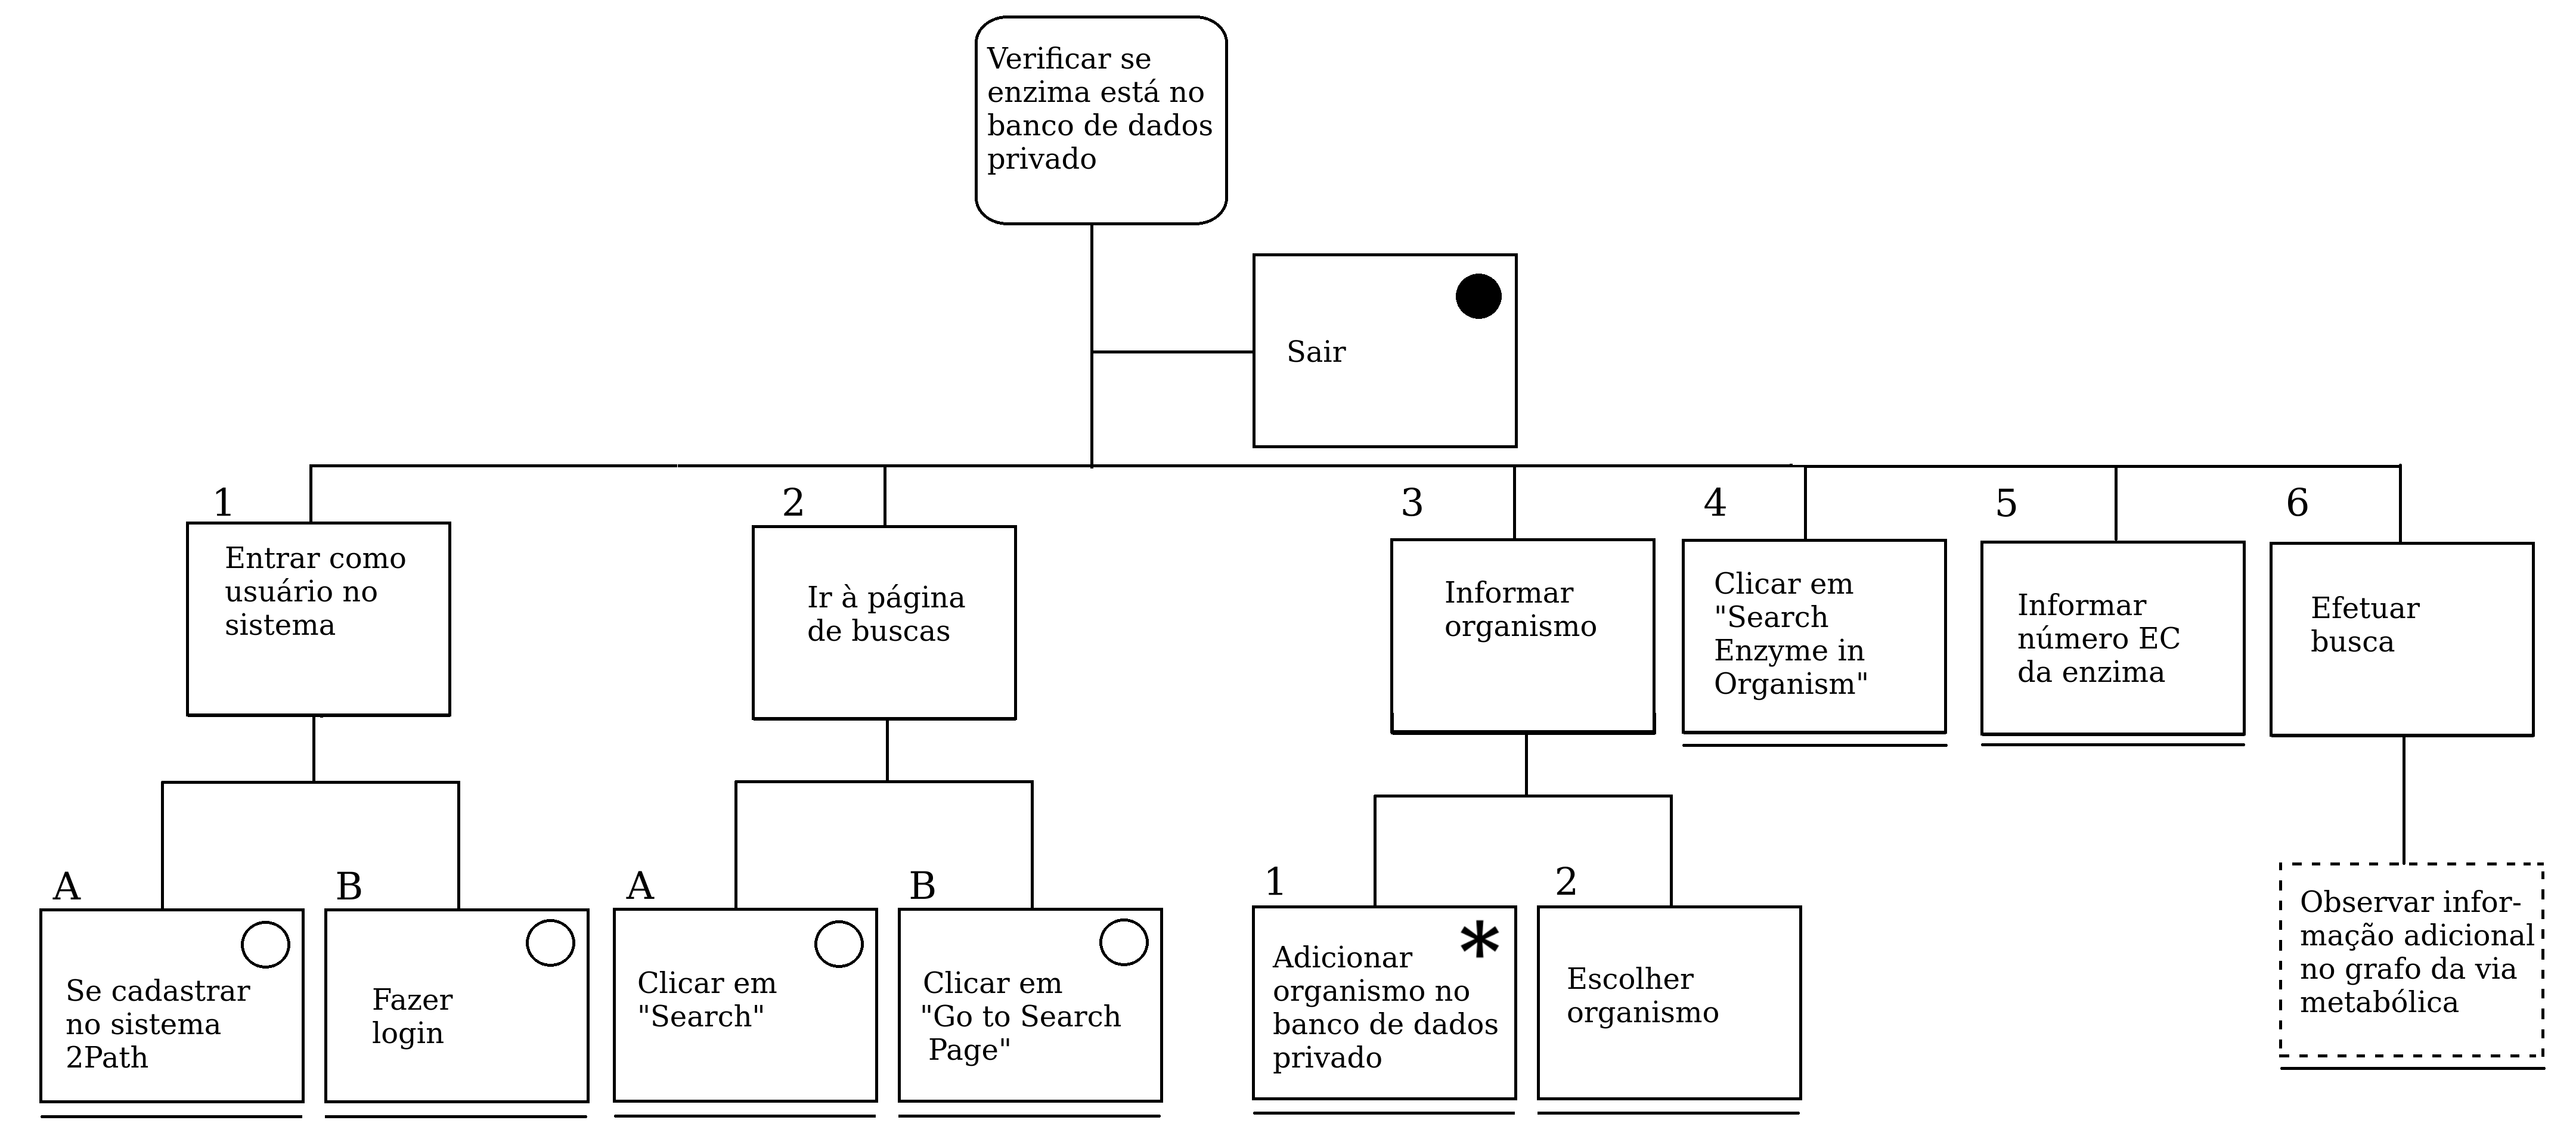 Verificar se
enzima está no
banco de dados
privado
Sair
1
Entrar como
usuário no
sistema
2
Ir à página
de buscas
3
Informar
organismo
4
Clicar em
"Search
Enzyme in
Organism"
5
Informar
número EC
da enzima
6
Efetuar
busca
A
Se cadastrar
no sistema
2Path
B
Fazer
login
A
Clicar em
"Search"
B
Clicar em
"Go to Search
Page"
1
*
Adicionar
organismo no
banco de dados
privado
2
Escolher
organismo
Observar infor-
mação adicional
no grafo da via
metabólica